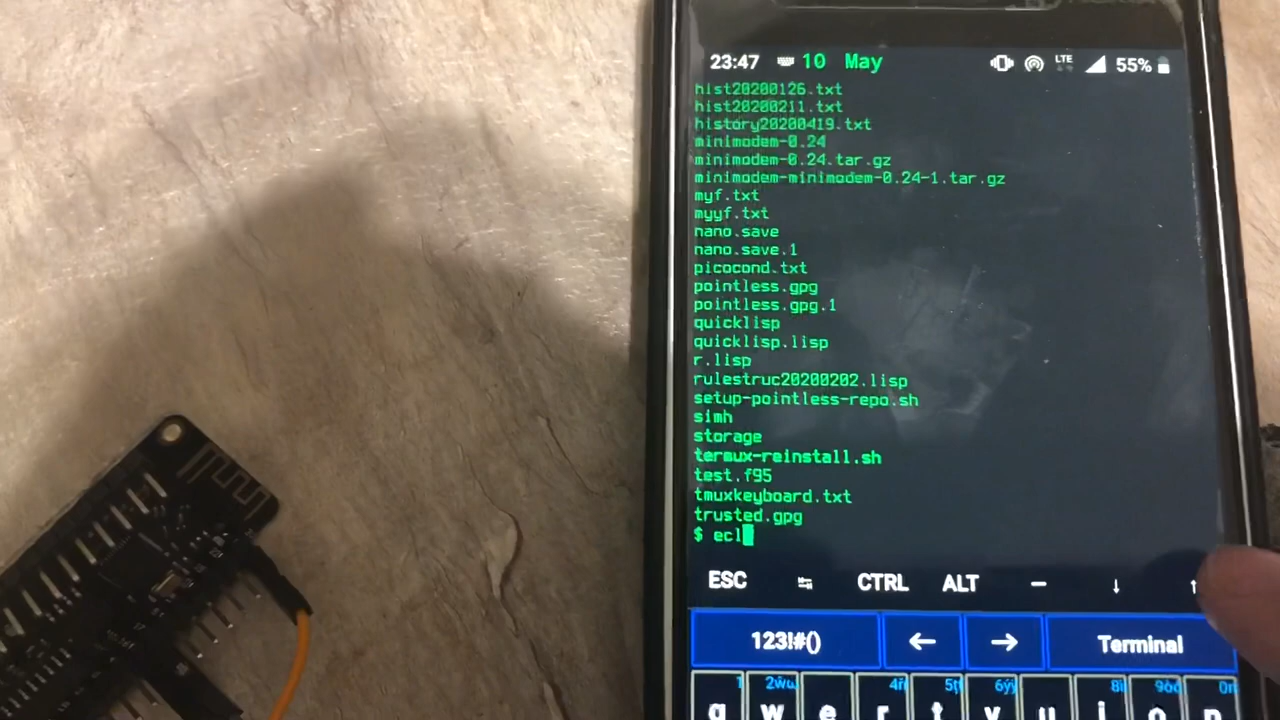 23:47 10 May LTE 55%
hist20200126.txt
hist20200211.txt
history20200419.txt
minimodem-0.24
minimodem-0.24.tar.gz
minimodem-minimodem-0.24-1.tar.gz
myf.txt
myyf.txt
nano.save
nano.save.1
picocond.txt
pointless.gpg
pointless.gpg.1
quicklisp
quicklisp.lisp
r.lisp
rulestruc20200202.lisp
setup-pointless-repo.sh
simh
storage
termux-reinstall.sh
test.f95
tmuxkeyboard.txt
trusted.gpg
$ ecl
ESC CTRL ALT — ↓ ↑
123!#() ← → Terminal
q w e r t y u i o p